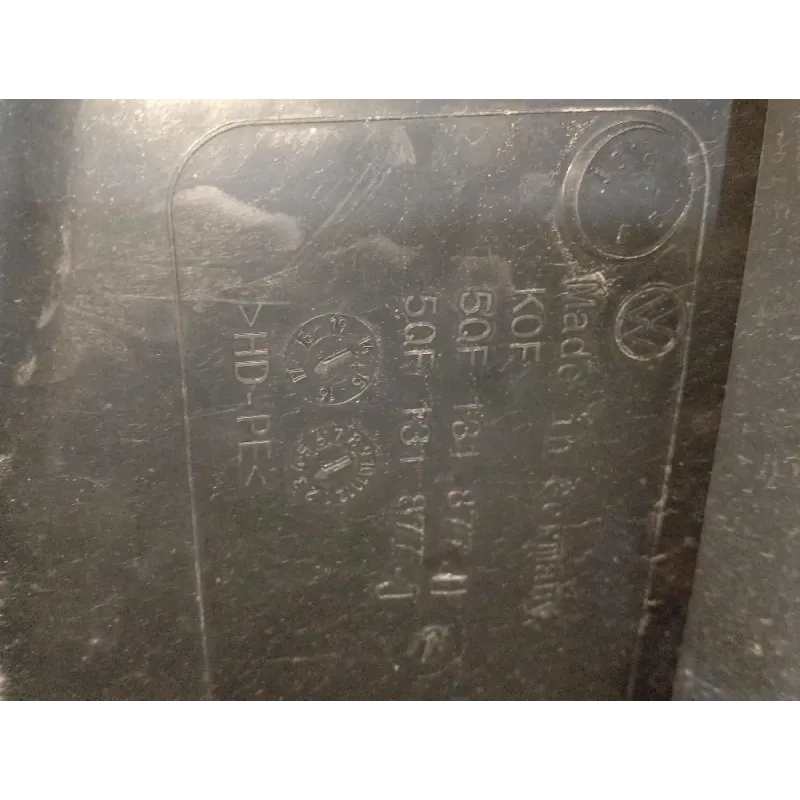 Made in Germany
KOF
5QF 131 877 H
5QF 131 877 J
>HD-PE<